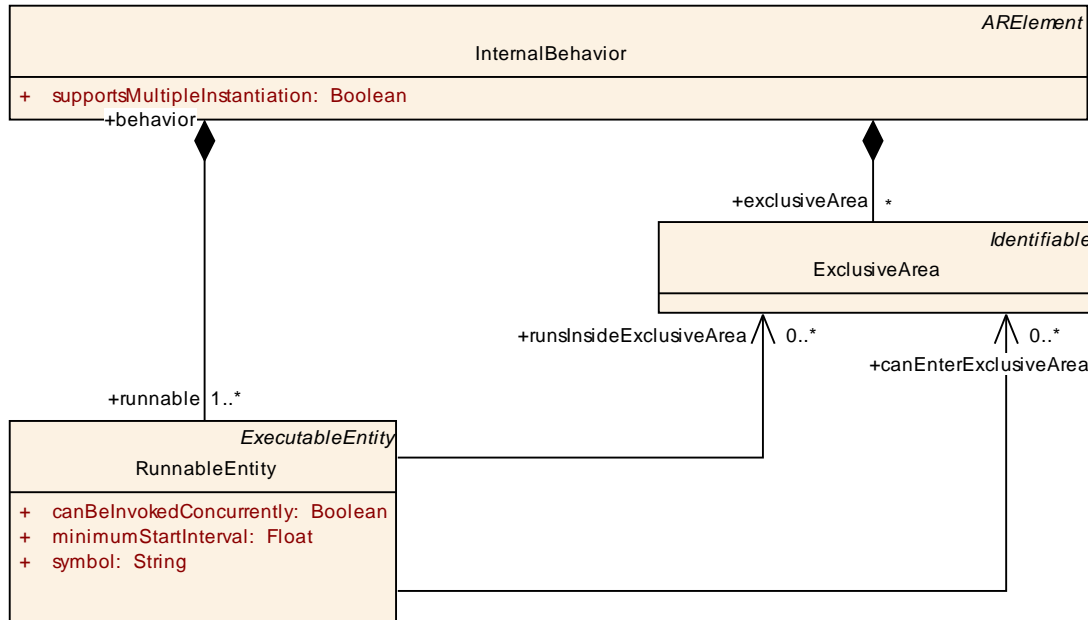 ARElement
InternalBehavior
+ supportsMultipleInstantiation: Boolean
+behavior
+exclusiveArea *
Identifiable
ExclusiveArea
+runsInsideExclusiveArea 0..* 0..*
+canEnterExclusiveArea
+runnable 1..*
ExecutableEntity
RunnableEntity
+ canBeInvokedConcurrently: Boolean
+ minimumStartInterval: Float
+ symbol: String